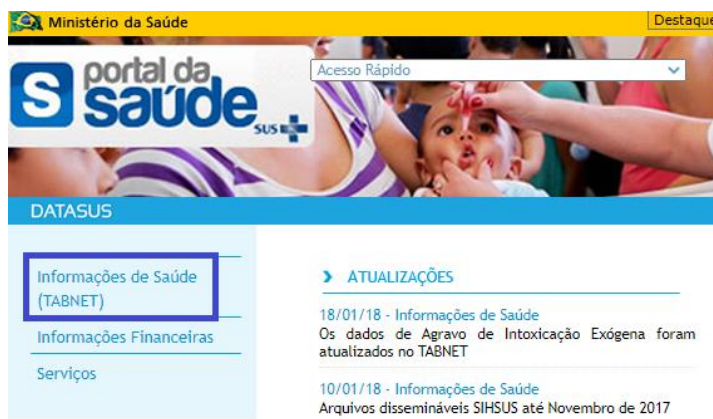 Ministério da Saúde
Destaque
portal da
saúde
SUS
Acesso Rápido
DATASUS
Informações de Saúde
(TABNET)
Informações Financeiras
Serviços
ATUALIZAÇÕES
18/01/18 - Informações de Saúde
Os dados de Agravo de Intoxicação Exógena foram
atualizados no TABNET
10/01/18 - Informações de Saúde
Arquivos dissemináveis SIHSUS até Novembro de 2017